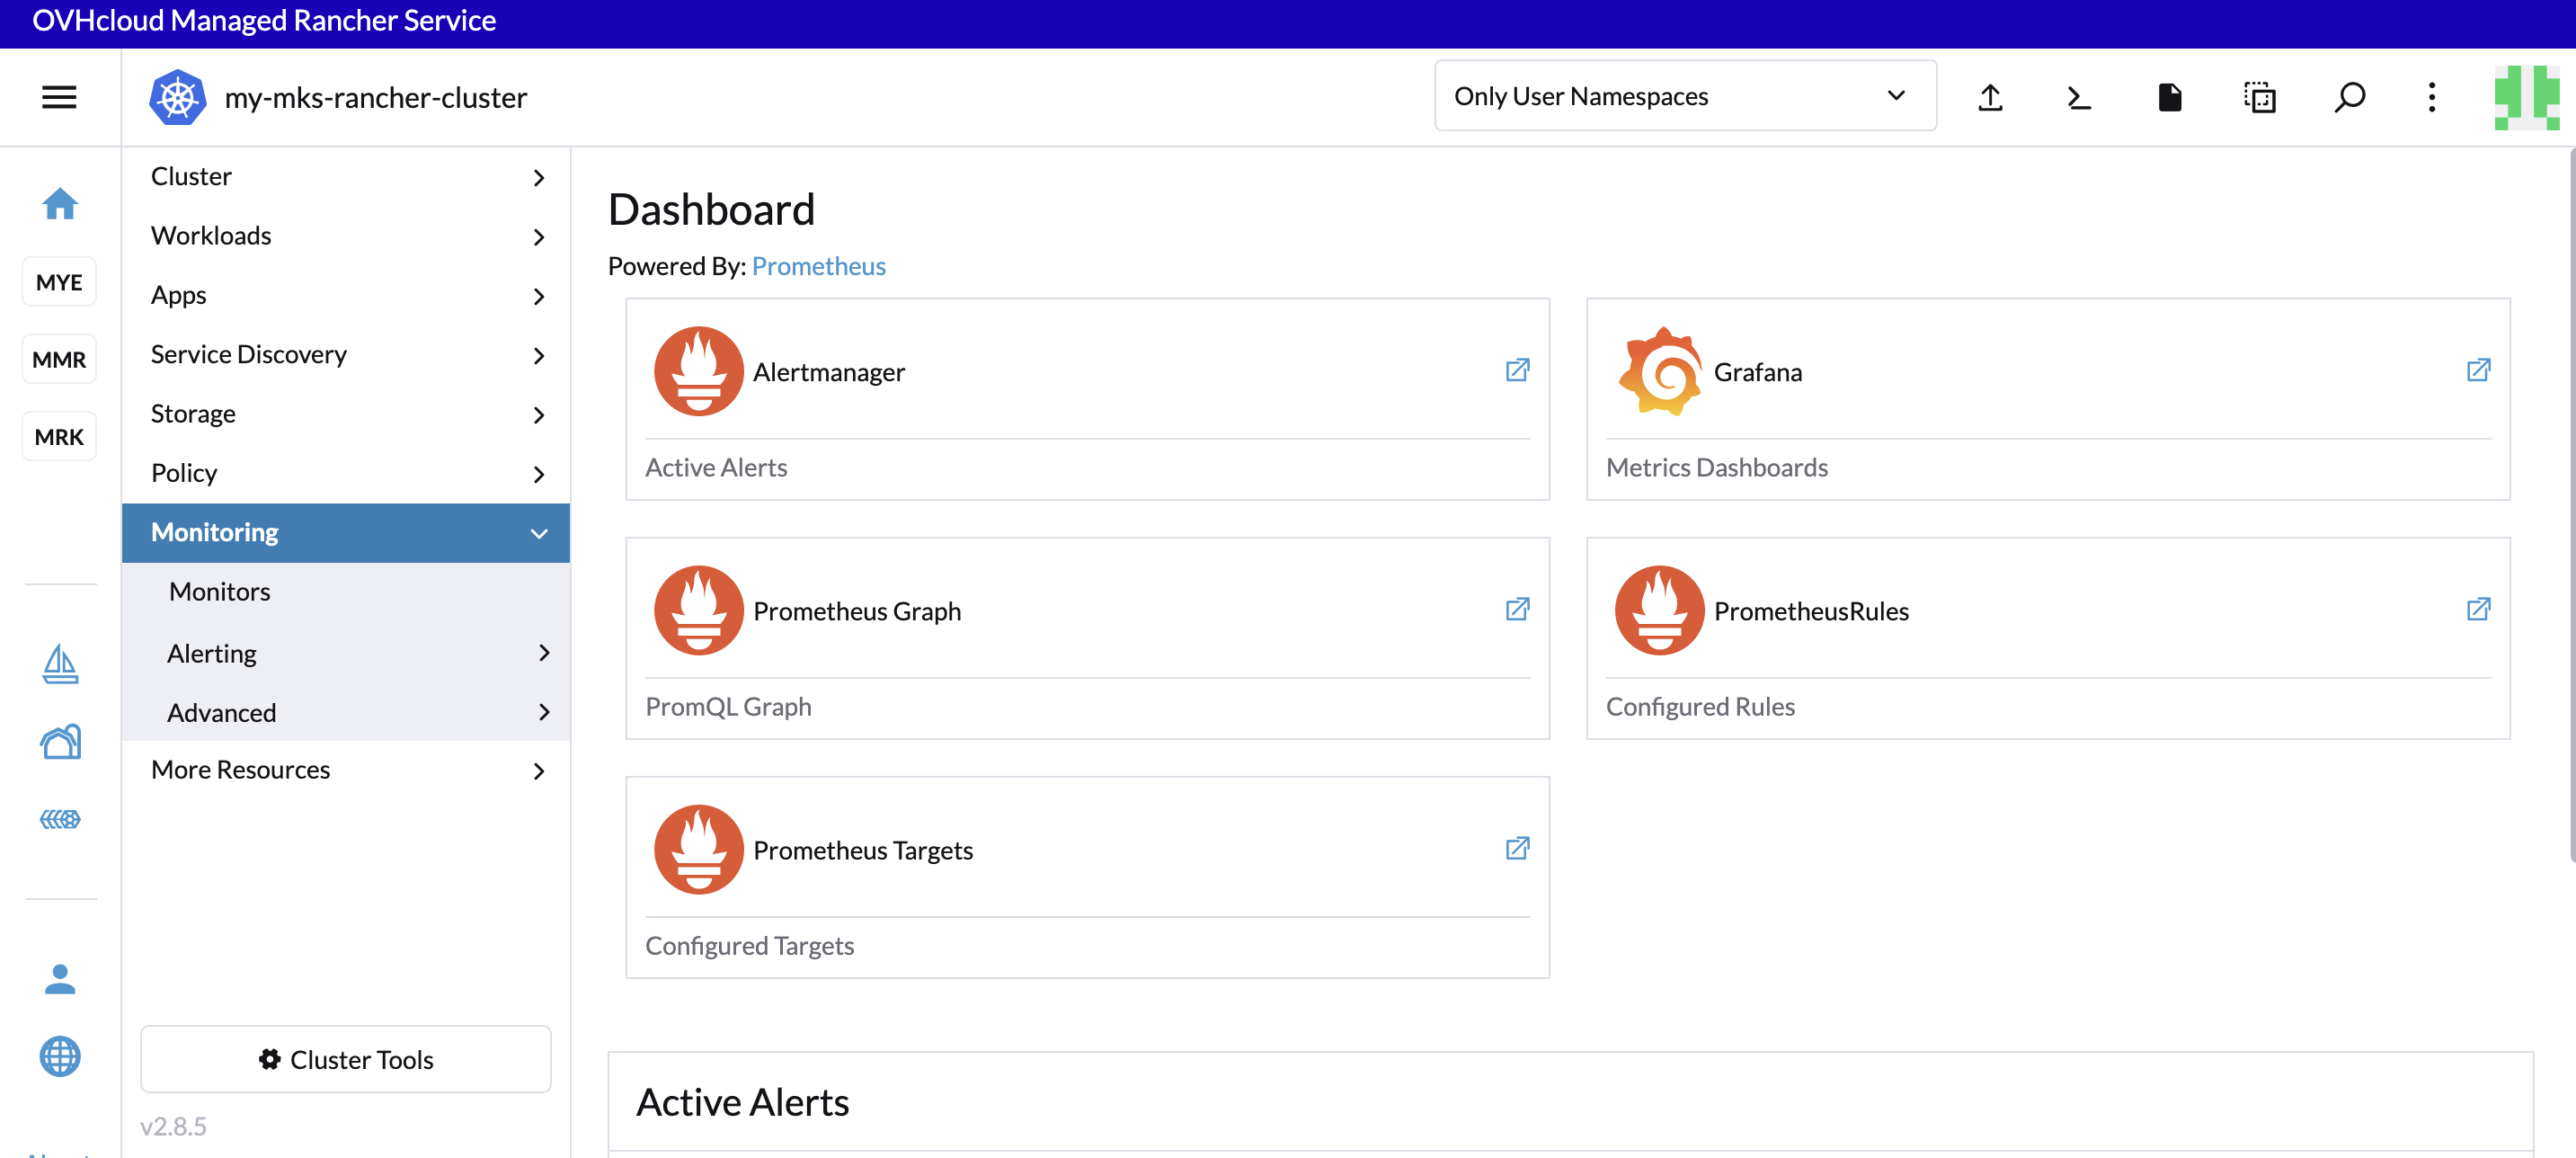 OVHcloud Managed Rancher Service
my-mks-rancher-cluster
Only User Namespaces
MYE
MMR
MRK
Cluster
Workloads
Apps
Service Discovery
Storage
Policy
Monitoring
Monitors
Alerting
Advanced
More Resources
Cluster Tools
v2.8.5
Dashboard
Powered By: Prometheus
Alertmanager
Active Alerts
Grafana
Metrics Dashboards
Prometheus Graph
PromQL Graph
PrometheusRules
Configured Rules
Prometheus Targets
Configured Targets
Active Alerts